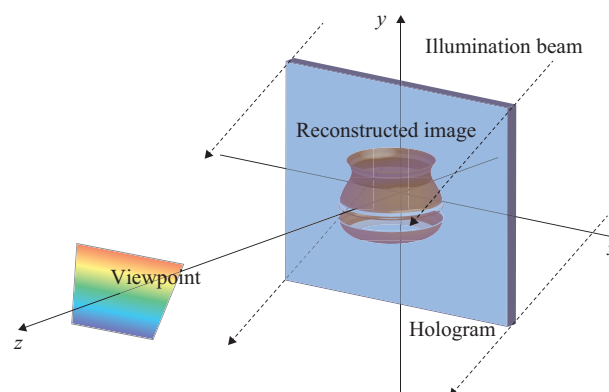 y
Illumination beam
Reconstructed image
x
Viewpoint
Hologram
z